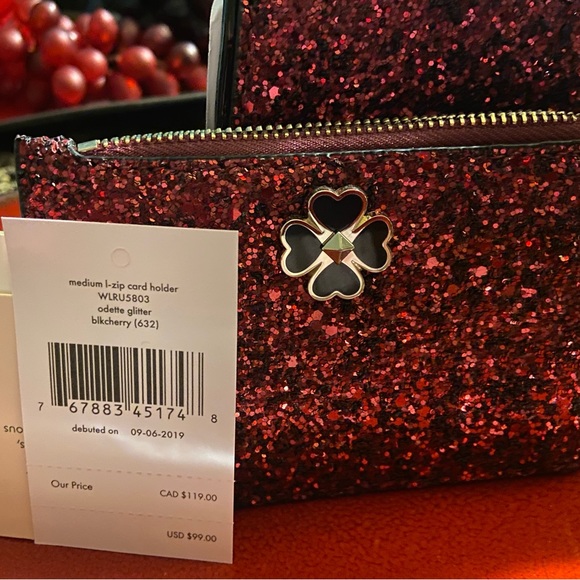 medium l-zip card holder
WLRU5803
odette glitter
blkcherry (632)
7 67883 45174 8
debuted on 09-06-2019
Our Price CAD $119.00
USD $99.00